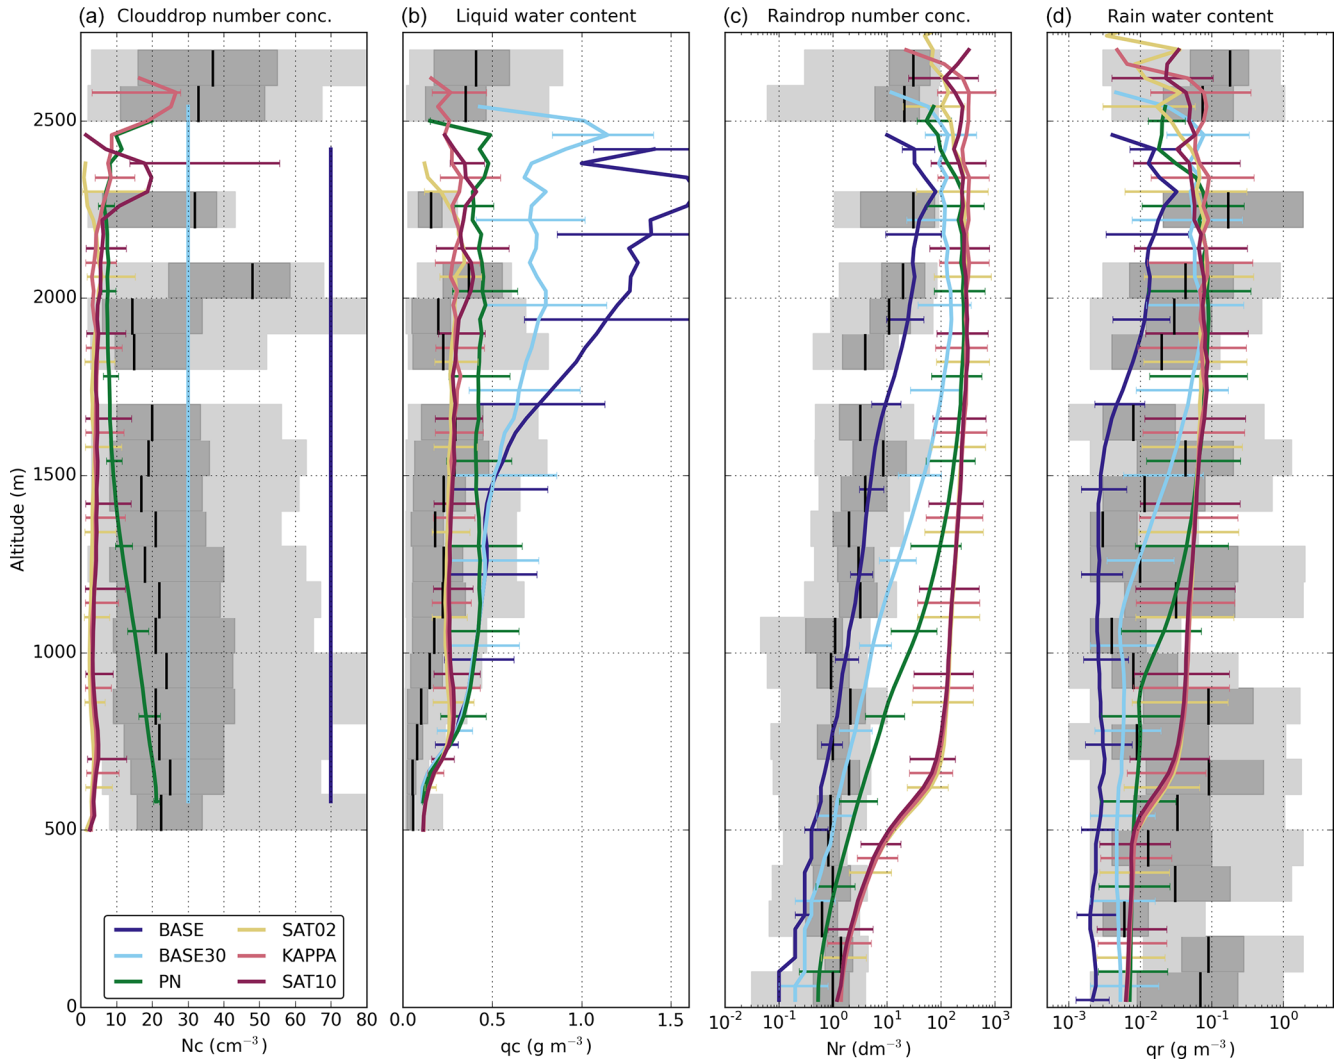 (a) Clouddrop number conc.
(b) Liquid water content
(c) Raindrop number conc.
(d) Rain water content
Altitude (m)
2500
2000
1500
1000
500
0
BASE
BASE30
PN
SAT02
KAPPA
SAT10
0 10 20 30 40 50 60 70 80
Nc (cm⁻³)
0.0 0.5 1.0 1.5
qc (g m⁻³)
10⁻² 10⁻¹ 10⁰ 10¹ 10² 10³
Nr (dm⁻³)
10⁻³ 10⁻² 10⁻¹ 10⁰
qr (g m⁻³)